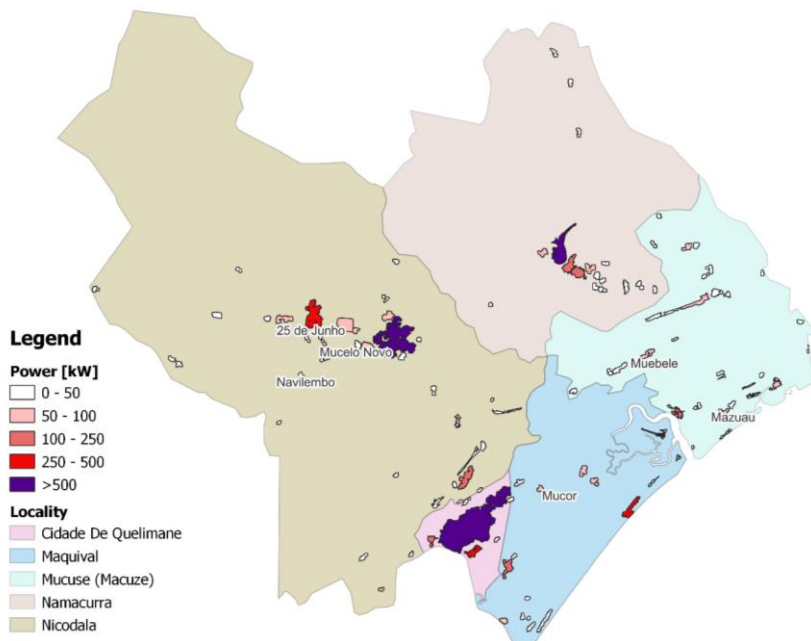 25 de Junho
Mucelo Novo
Navilembo
Muebele
Mazuau
Mucor
Legend
Power [kW]
0 - 50
50 - 100
100 - 250
250 - 500
>500
Locality
Cidade De Quelimane
Maquival
Mucuse (Macuze)
Namacurra
Nicodala